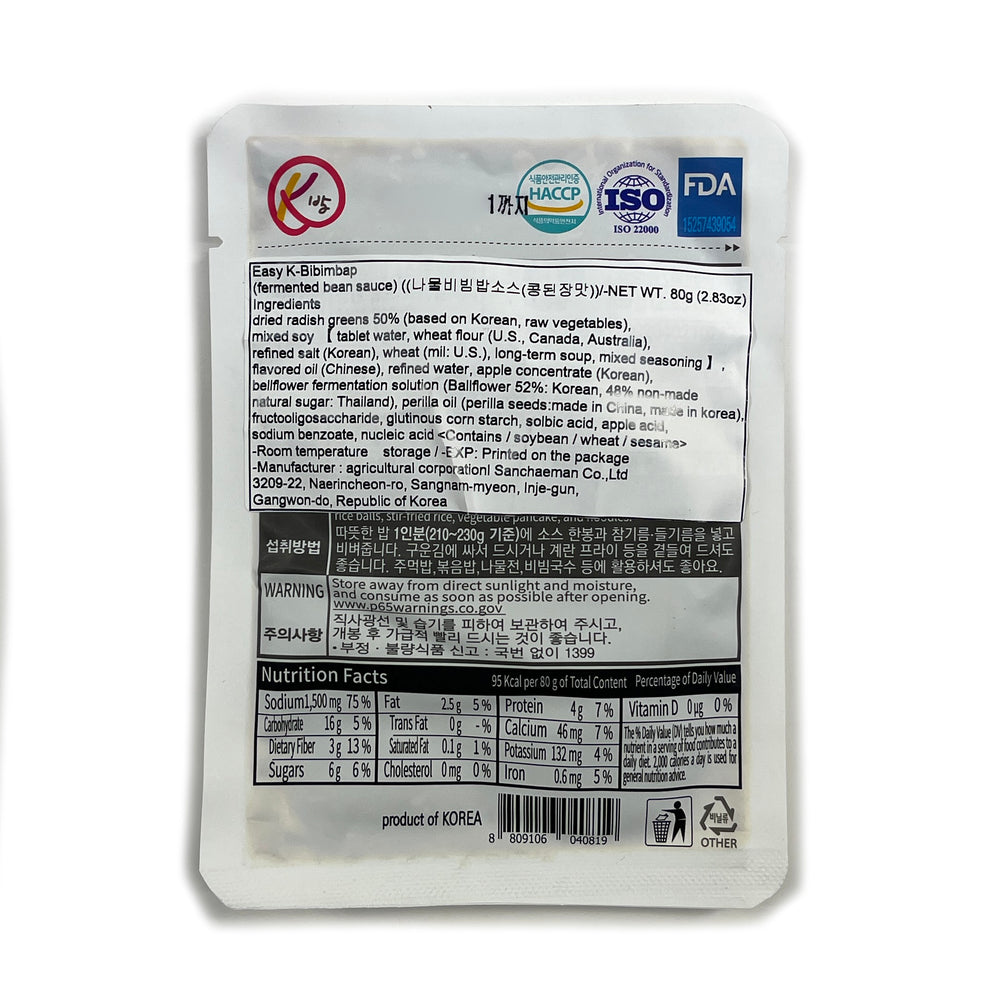 K밥
1까지
식품안전관리인증
HACCP
식품의약품안전처
International Organization for Standardization
ISO
ISO 22000
FDA
15257439054
Easy K-Bibimbap
(fermented bean sauce) ((나물비빔밥소스(콩된장맛))/-NET WT. 80g (2.83oz)
Ingredients
dried radish greens 50% (based on Korean, raw vegetables),
mixed soy 【 tablet water, wheat flour (U.S., Canada, Australia),
refined salt (Korean), wheat (mil: U.S.), long-term soup, mixed seasoning 】,
flavored oil (Chinese), refined water, apple concentrate (Korean),
bellflower fermentation solution (Ballflower 52%: Korean, 48% non-made
natural sugar: Thailand), perilla oil (perilla seeds:made in China, made in korea),
fructooligosaccharide, glutinous corn starch, solbic acid, apple acid,
sodium benzoate, nucleic acid <Contains / soybean / wheat / sesame>
-Room temperature storage / -EXP: Printed on the package
-Manufacturer : agricultural corporationl Sanchaeman Co.,Ltd
3209-22, Naerincheon-ro, Sangnam-myeon, Inje-gun,
Gangwon-do, Republic of Korea
rice balls, stir-fried rice, vegetable pancake, and noodles.
섭취방법
따뜻한 밥 1인분(210~230g 기준)에 소스 한봉과 참기름·들기름을 넣고
비벼줍니다. 구운김에 싸서 드시거나 계란 프라이 등을 곁들여 드셔도
좋습니다. 주먹밥,볶음밥,나물전,비빔국수 등에 활용하셔도 좋아요.
WARNING
Store away from direct sunlight and moisture,
and consume as soon as possible after opening.
www.p65warnings.co.gov
주의사항
직사광선 및 습기를 피하여 보관하여 주시고,
개봉 후 가급적 빨리 드시는 것이 좋습니다.
•부정 · 불량식품 신고 : 국번 없이 1399
Nutrition Facts 95 Kcal per 80 g of Total Content Percentage of Daily Value
Sodium 1,500 mg 75 % Fat 2.5 g 5 % Protein 4 g 7 % Vitamin D 0 µg 0 %
Carbohydrate 16 g 5 % Trans Fat 0 g - % Calcium 46 mg 7 %
Dietary Fiber 3 g 13 % Saturated Fat 0.1 g 1 % Potassium 132 mg 4 %
Sugars 6 g 6 % Cholesterol 0 mg 0 % Iron 0.6 mg 5 %
The % Daily Value (DV) tells you how much a
nutrient in a serving of food contributes to a
daily diet. 2,000 calories a day is used for
general nutrition advice.
product of KOREA
8 809106 040819
비닐류
OTHER